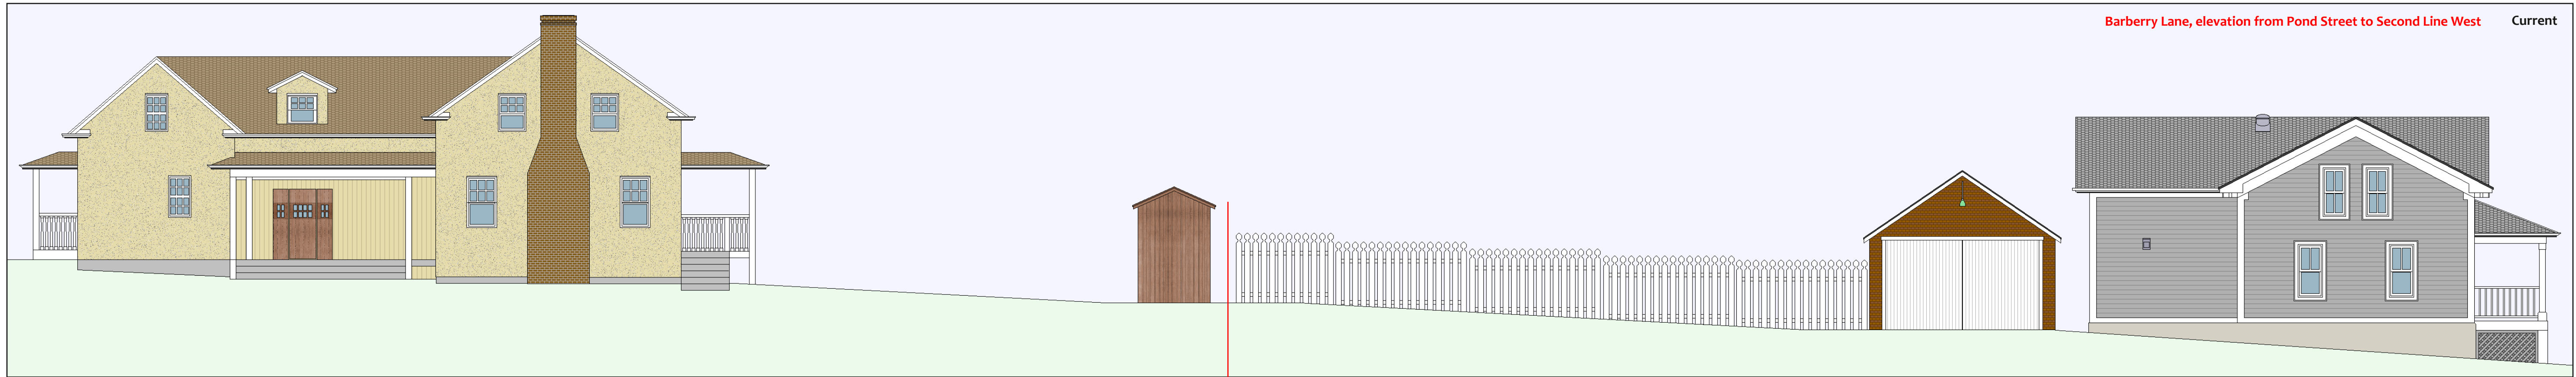 Barberry Lane, elevation from Pond Street to Second Line West Current